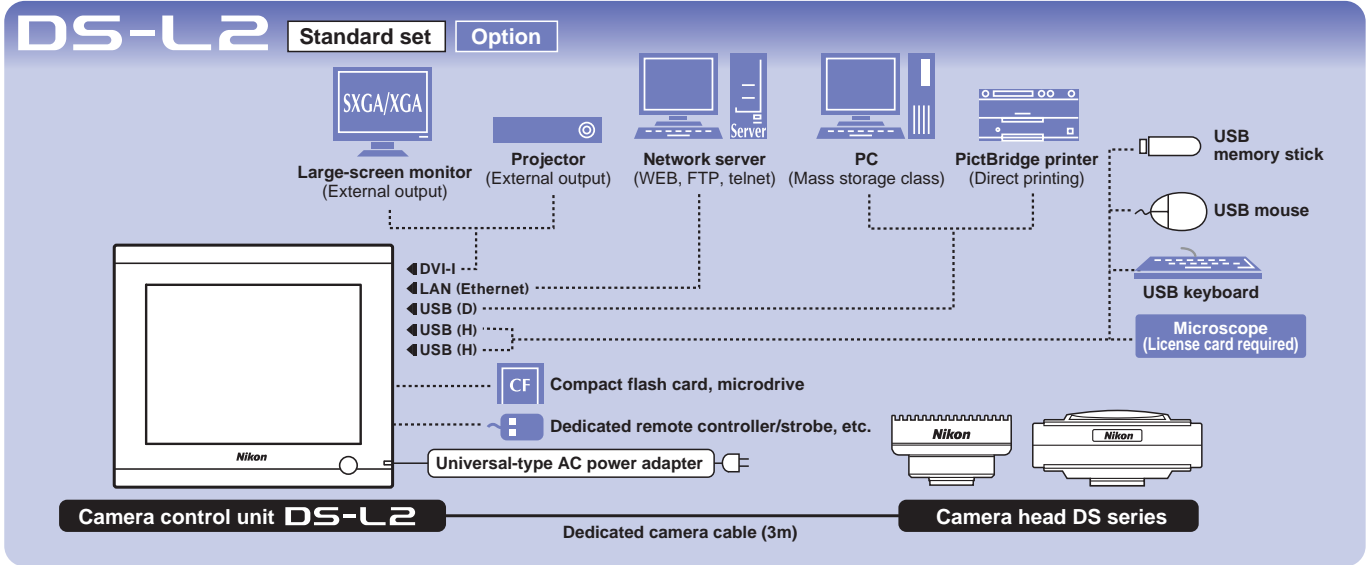 DS-L2 Standard set Option
SXGA/XGA
Server
Large-screen monitor
(External output)
Projector
(External output)
Network server
(WEB, FTP, telnet)
PC
(Mass storage class)
PictBridge printer
(Direct printing)
USB
memory stick
USB mouse
USB keyboard
Microscope
(License card required)
DVI-I
LAN (Ethernet)
USB (D)
USB (H)
USB (H)
CF Compact flash card, microdrive
Dedicated remote controller/strobe, etc.
Universal-type AC power adapter
Nikon
Nikon
Nikon
Camera control unit DS-L2
Dedicated camera cable (3m)
Camera head DS series